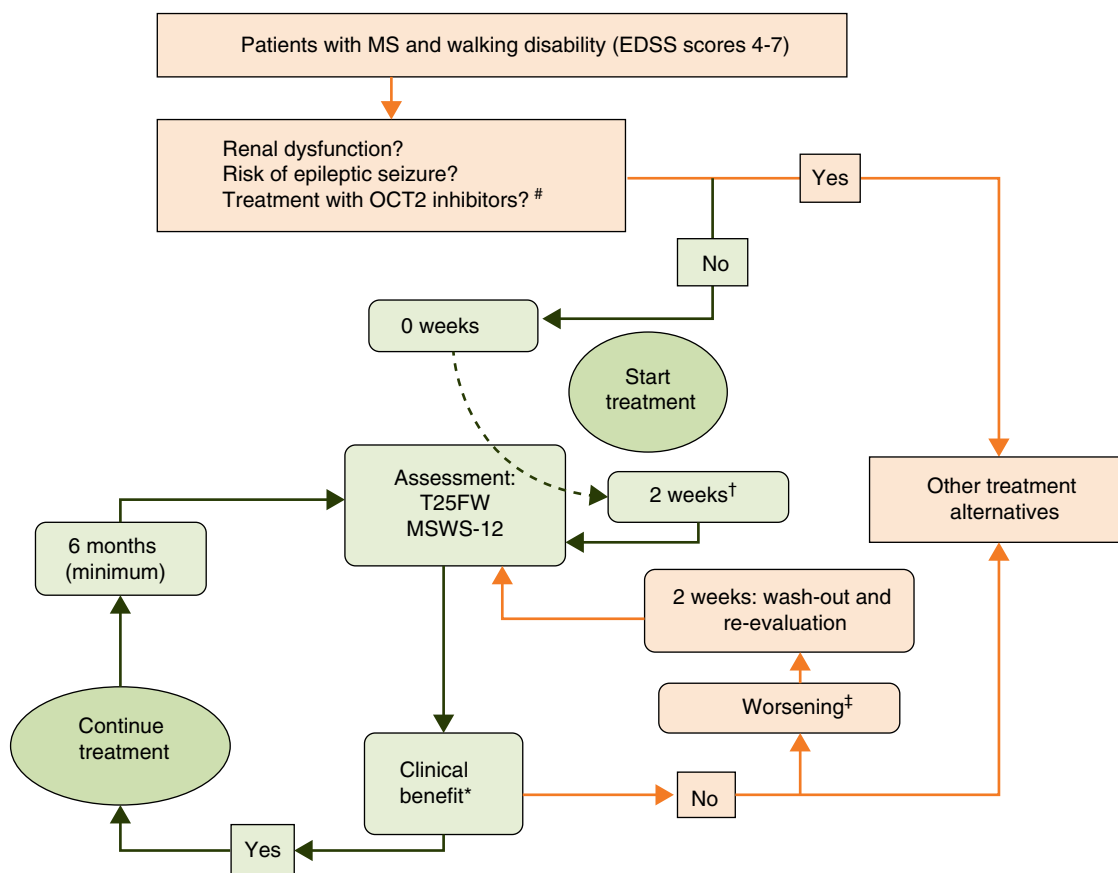 Patients with MS and walking disability (EDSS scores 4-7)
Renal dysfunction?
Risk of epileptic seizure?
Treatment with OCT2 inhibitors? #
Yes
No
0 weeks
Start
treatment
Assessment:
T25FW
MSWS-12
2 weeks†
Other treatment
alternatives
6 months
(minimum)
2 weeks: wash-out and
re-evaluation
Worsening‡
Continue
treatment
Clinical
benefit*
No
Yes